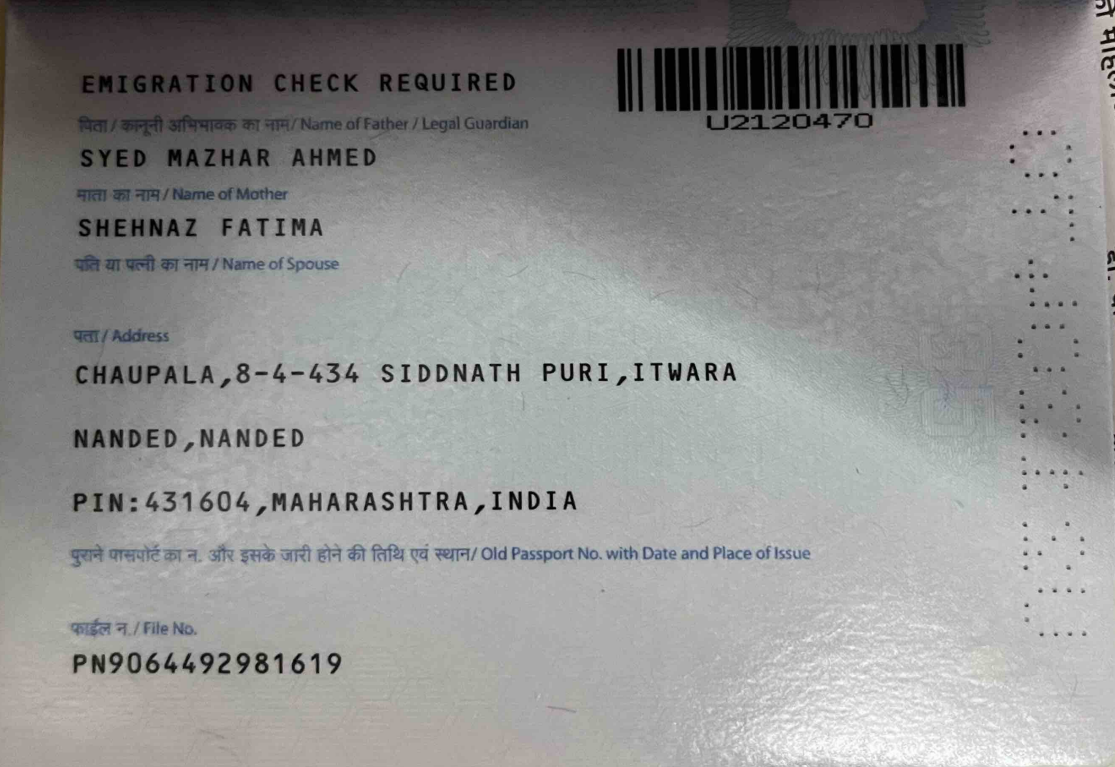 EMIGRATION CHECK REQUIRED
U2120470
पिता / कानूनी अभिभावक का नाम / Name of Father / Legal Guardian
SYED MAZHAR AHMED
माता का नाम / Name of Mother
SHEHNAZ FATIMA
पति या पत्नी का नाम / Name of Spouse
पता / Address
CHAUPALA,8-4-434 SIDDNATH PURI,ITWARA
NANDED,NANDED
PIN:431604,MAHARASHTRA,INDIA
पुराने पासपोर्ट का न. और इसके जारी होने की तिथि एवं स्थान/ Old Passport No. with Date and Place of Issue
फाईल न./ File No.
PN9064492981619